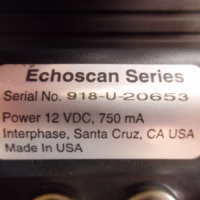 Echoscan Series
Serial No. 918-U-20653
Power 12 VDC, 750 mA
Interphase, Santa Cruz, CA USA
Made In USA